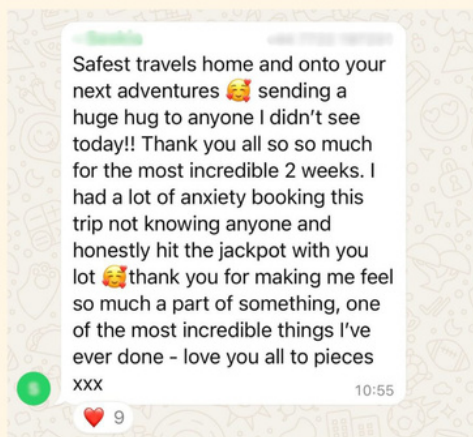 Safest travels home and onto your
next adventures 🥰 sending a
huge hug to anyone I didn’t see
today!! Thank you all so so much
for the most incredible 2 weeks. I
had a lot of anxiety booking this
trip not knowing anyone and
honestly hit the jackpot with you
lot 🥰thank you for making me feel
so much a part of something, one
of the most incredible things I’ve
ever done - love you all to pieces
xxx
10:55
❤️ 9